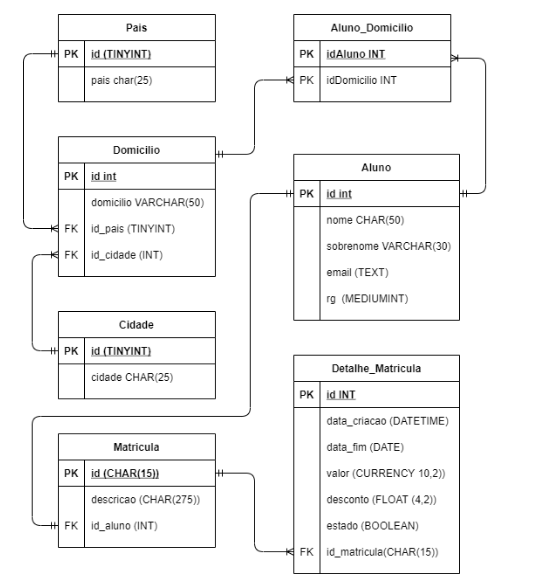 Pais
PK id (TINYINT)
pais char(25)
Domicilio
PK id int
domicilio VARCHAR(50)
FK id_pais (TINYINT)
FK id_cidade (INT)
Cidade
PK id (TINYINT)
cidade CHAR(25)
Matricula
PK id (CHAR(15))
descricao (CHAR(275))
FK id_aluno (INT)
Aluno_Domicilio
PK idAluno INT
PK idDomicilio INT
Aluno
PK id int
nome CHAR(50)
sobrenome VARCHAR(30)
email (TEXT)
rg (MEDIUMINT)
Detalhe_Matricula
PK id INT
data_criacao (DATETIME)
data_fim (DATE)
valor (CURRENCY 10,2))
desconto (FLOAT (4,2))
estado (BOOLEAN)
FK id_matricula(CHAR(15))